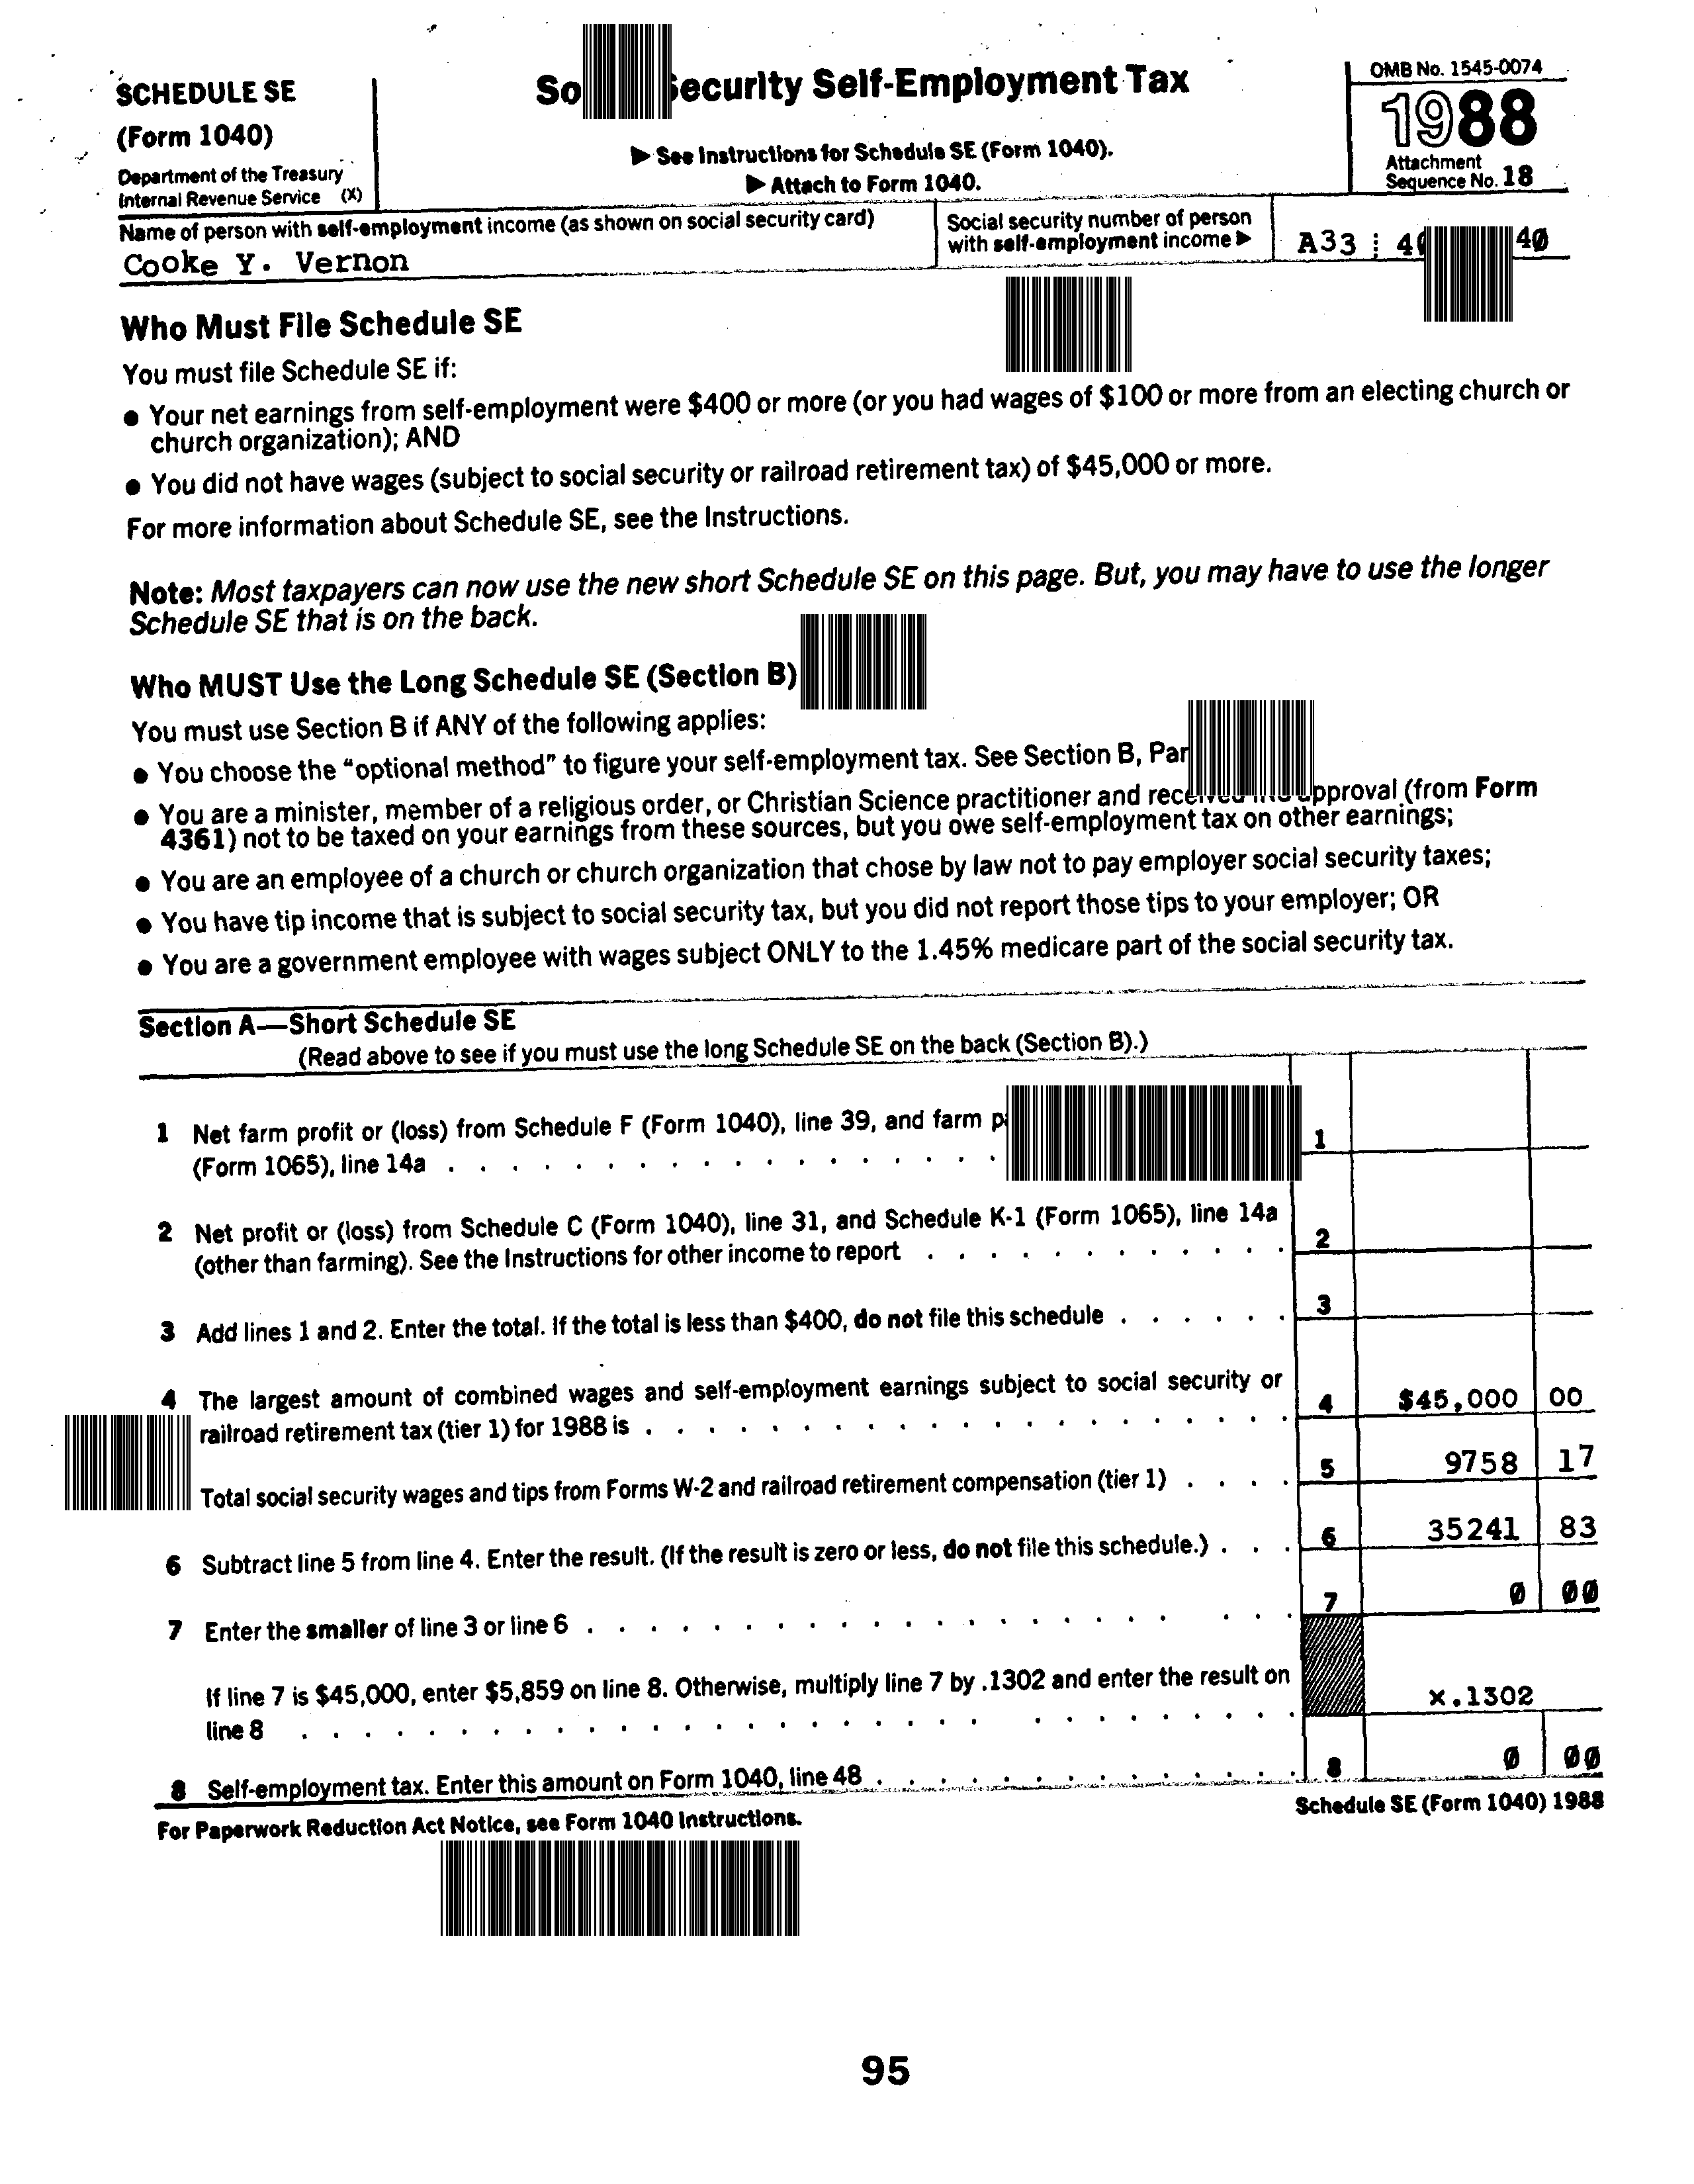 SCHEDULE SE
(Form 1040)
Department of the Treasury
Internal Revenue Service (X)
Self-Employment Tax
▶ See Instructions for Schedule SE (Form 1040).
▶ Attach to Form 1040.
OMB No. 1545-0074
1988
Attachment
Sequence No. 18
Name of person with self-employment income (as shown on social security card)
Cooke Y. Vernon
Social security number of person
with self-employment income ▶
A33
Who Must File Schedule SE
You must file Schedule SE if:
● Your net earnings from self-employment were $400 or more (or you had wages of $100 or more from an electing church or
church organization); AND
● You did not have wages (subject to social security or railroad retirement tax) of $45,000 or more.
For more information about Schedule SE, see the Instructions.
Note: Most taxpayers can now use the new short Schedule SE on this page. But, you may have to use the longer
Schedule SE that is on the back.
Who MUST Use the Long Schedule SE (Section B)
You must use Section B if ANY of the following applies:
● You choose the "optional method" to figure your self-employment tax. See Section B,
● You are a minister, member of a religious order, or Christian Science practitioner and (from Form
4361) not to be taxed on your earnings from these sources, but you owe self-employment tax on other earnings;
● You are an employee of a church or church organization that chose by law not to pay employer social security taxes;
● You have tip income that is subject to social security tax, but you did not report those tips to your employer; OR
● You are a government employee with wages subject ONLY to the 1.45% medicare part of the social security tax.
Section A—Short Schedule SE
(Read above to see if you must use the long Schedule SE on the back (Section B).)
1 Net farm profit or (loss) from Schedule F (Form 1040), line 39, and farm
(Form 1065), line 14a . . . . . . . . . . . . . . . . . . 1
2 Net profit or (loss) from Schedule C (Form 1040), line 31, and Schedule K-1 (Form 1065), line 14a
(other than farming). See the Instructions for other income to report . . . . . . . . . . . . 2
3 Add lines 1 and 2. Enter the total. If the total is less than $400, do not file this schedule . . . . . . 3
4 The largest amount of combined wages and self-employment earnings subject to social security or
railroad retirement tax (tier 1) for 1988 is . . . . . . . . . . . . . . . . . . . . . 4 $45,000 00
Total social security wages and tips from Forms W-2 and railroad retirement compensation (tier 1) . . . . 5 9758 17
6 Subtract line 5 from line 4. Enter the result. (If the result is zero or less, do not file this schedule.) . . . 6 35241 83
7 Enter the smaller of line 3 or line 6 . . . . . . . . . . . . . . . . . . . . . . 7 0 00
If line 7 is $45,000, enter $5,859 on line 8. Otherwise, multiply line 7 by .1302 and enter the result on
line 8 . . . . . . . . . . . . . . . . . . . . . . . . . . . . . x.1302
8 Self-employment tax. Enter this amount on Form 1040, line 48 . . . . . . . . . . . . . . 8 0 00
For Paperwork Reduction Act Notice, see Form 1040 Instructions.
Schedule SE (Form 1040) 1988
95